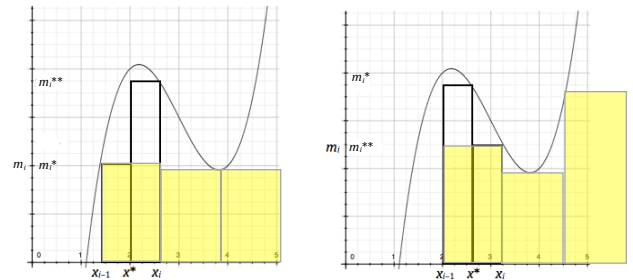 mᵢ**
mᵢ mᵢ*
0 1 2 3 4 5
xᵢ₋₁ x* xᵢ
mᵢ*
mᵢ mᵢ**
0 1 2 3 4 5
xᵢ₋₁ x* xᵢ